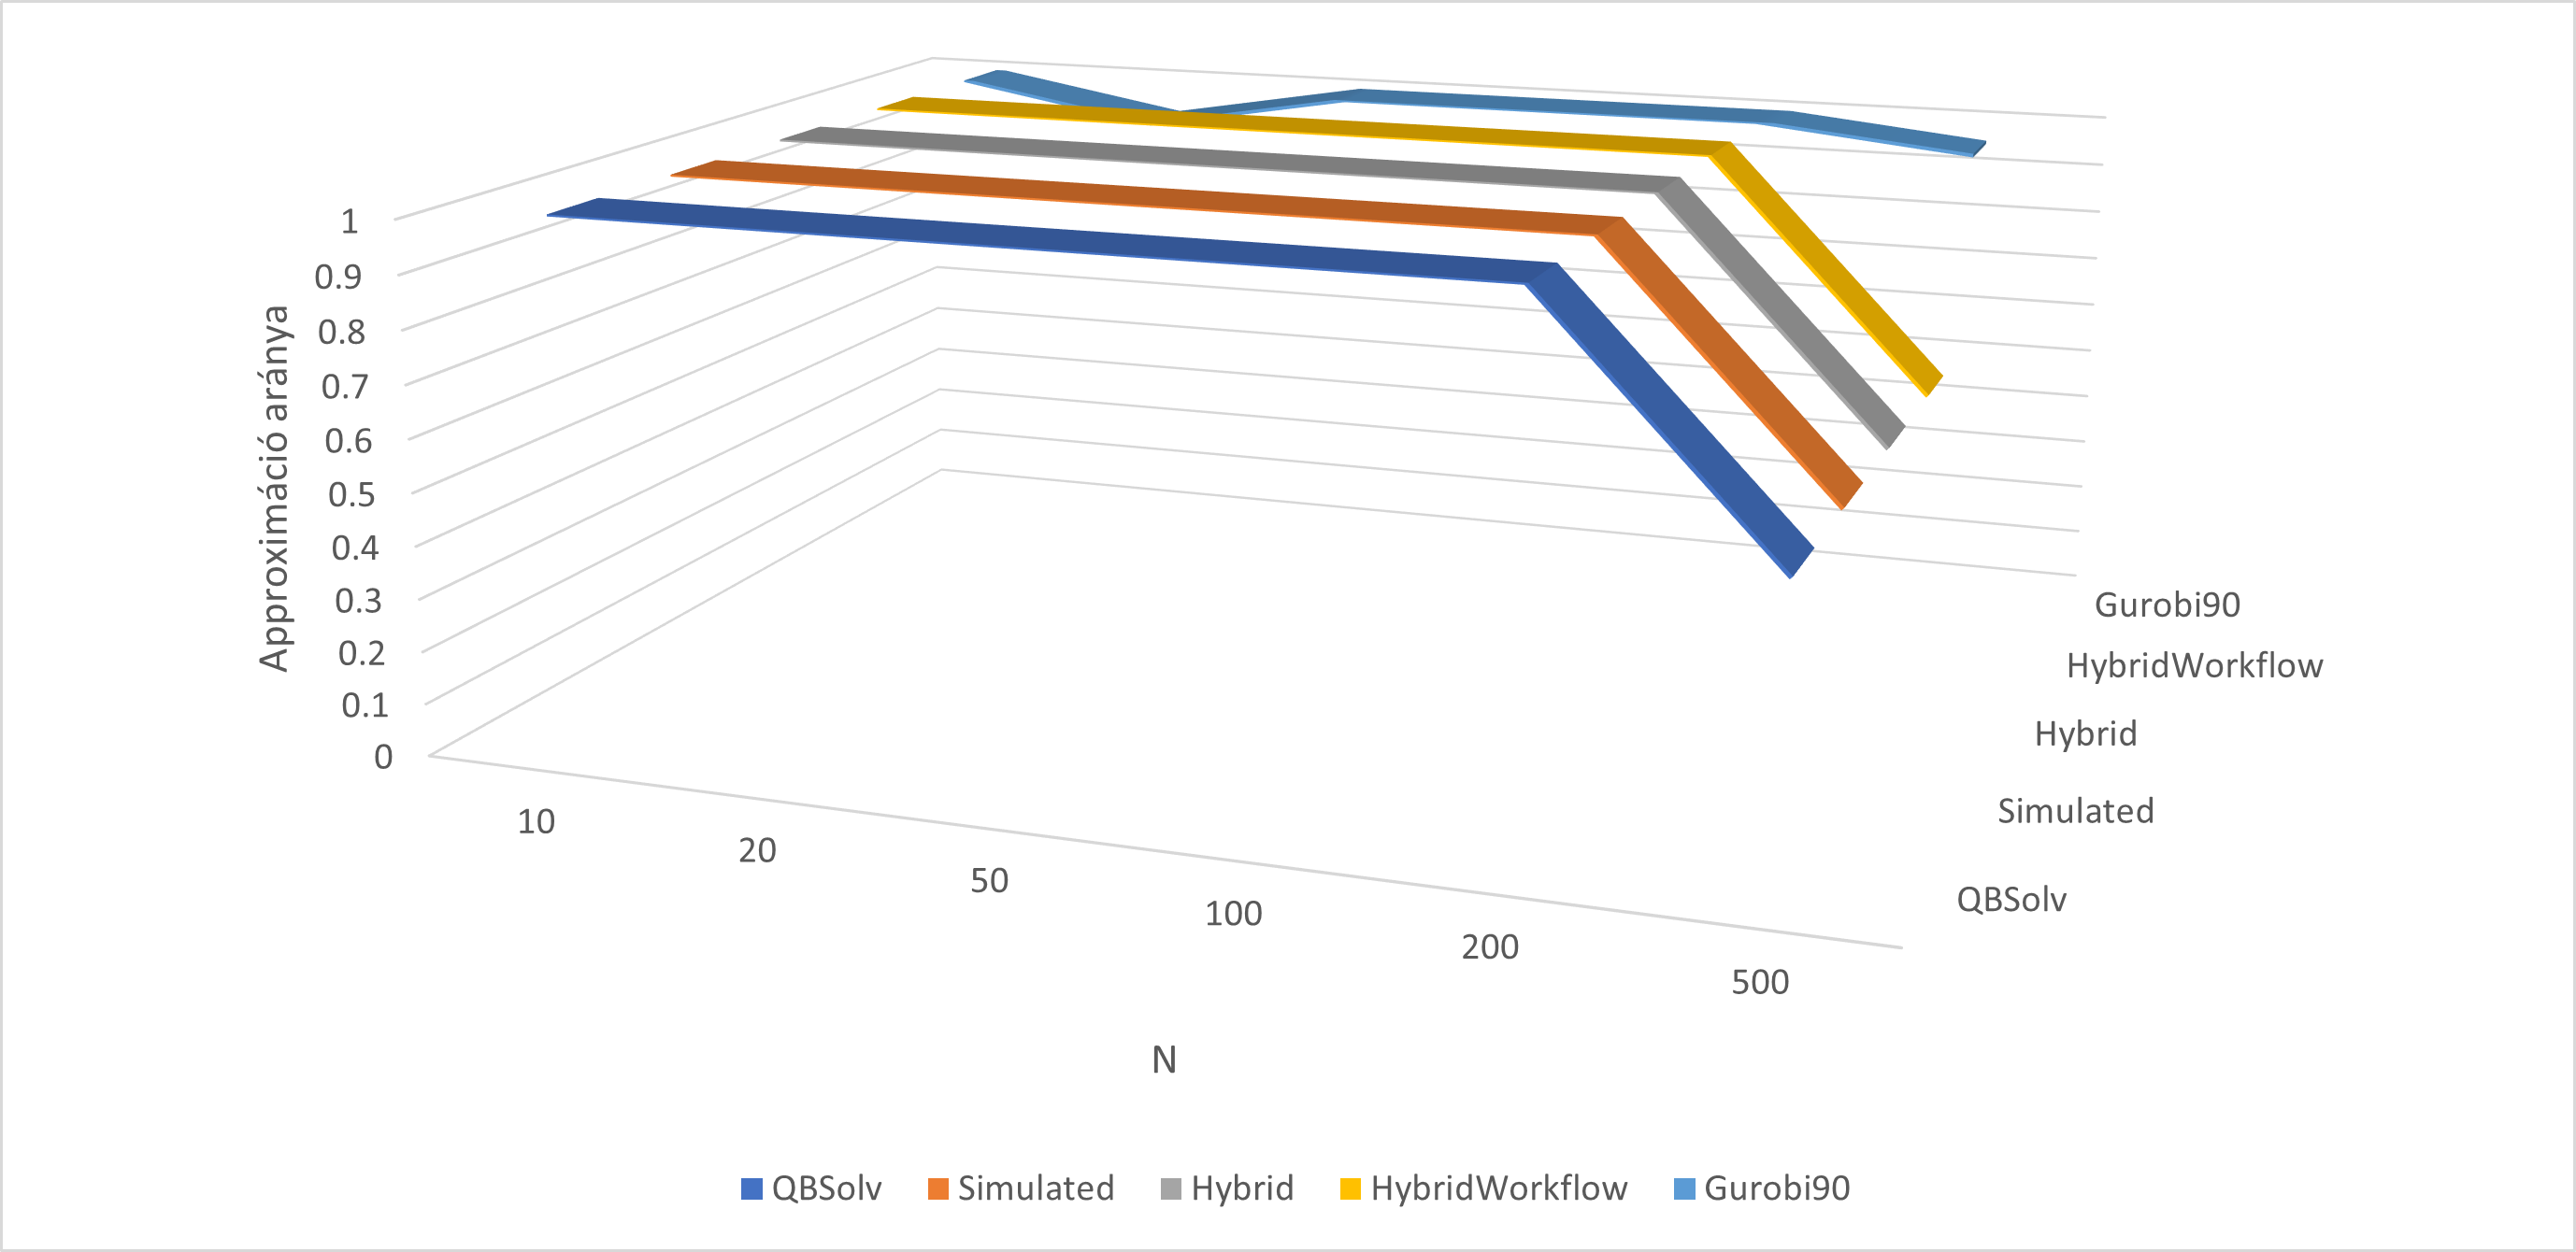 Approximáció aránya
1
0.9
0.8
0.7
0.6
0.5
0.4
0.3
0.2
0.1
0
10
20
50
100
200
500
N
Gurobi90
HybridWorkflow
Hybrid
Simulated
QBSolv
QBSolv Simulated Hybrid HybridWorkflow Gurobi90